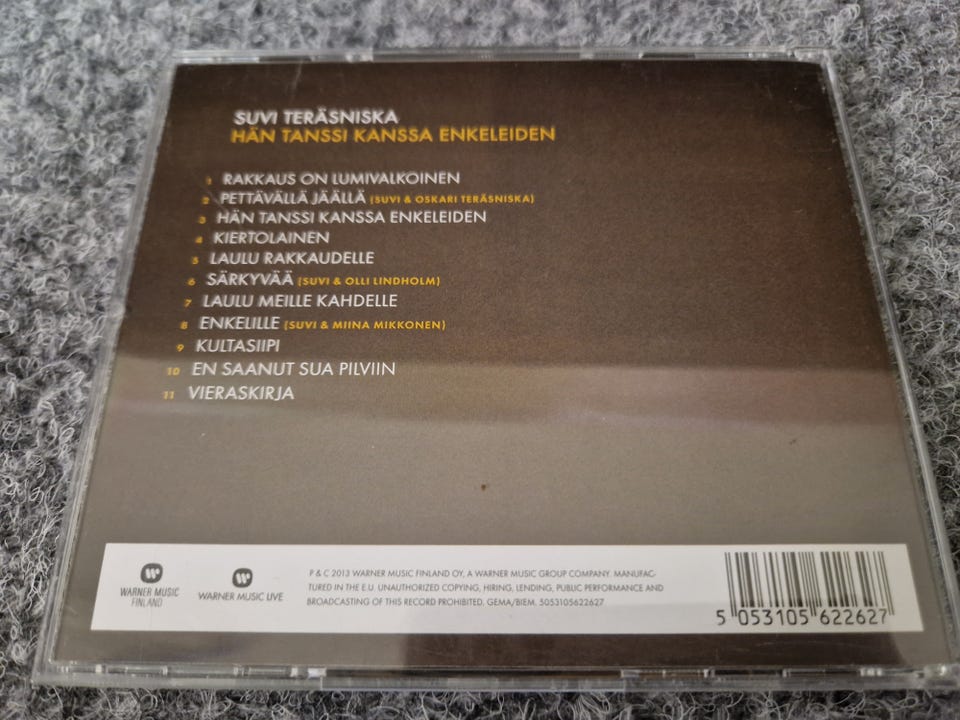 SUVI TERÄSNISKA
HÄN TANSSI KANSSA ENKELEIDEN
1 RAKKAUS ON LUMIVALKOINEN
2 PETTÄVÄLLÄ JÄÄLLÄ (SUVI & OSKARI TERÄSNISKA)
3 HÄN TANSSI KANSSA ENKELEIDEN
4 KIERTOLAINEN
5 LAULU RAKKAUDELLE
6 SÄRKYVÄÄ (SUVI & OLLI LINDHOLM)
7 LAULU MEILLE KAHDELLE
8 ENKELILLE (SUVI & MIINA MIKKONEN)
9 KULTASIIPI
10 EN SAANUT SUA PILVIIN
11 VIERASKIRJA
WARNER MUSIC
FINLAND
WARNER MUSIC LIVE
P & C 2013 WARNER MUSIC FINLAND OY, A WARNER MUSIC GROUP COMPANY. MANUFAC-
TURED IN THE E.U. UNAUTHORIZED COPYING, HIRING, LENDING, PUBLIC PERFORMANCE AND
BROADCASTING OF THIS RECORD PROHIBITED. GEMA/BIEM. 5053105622627
5 053105 622627